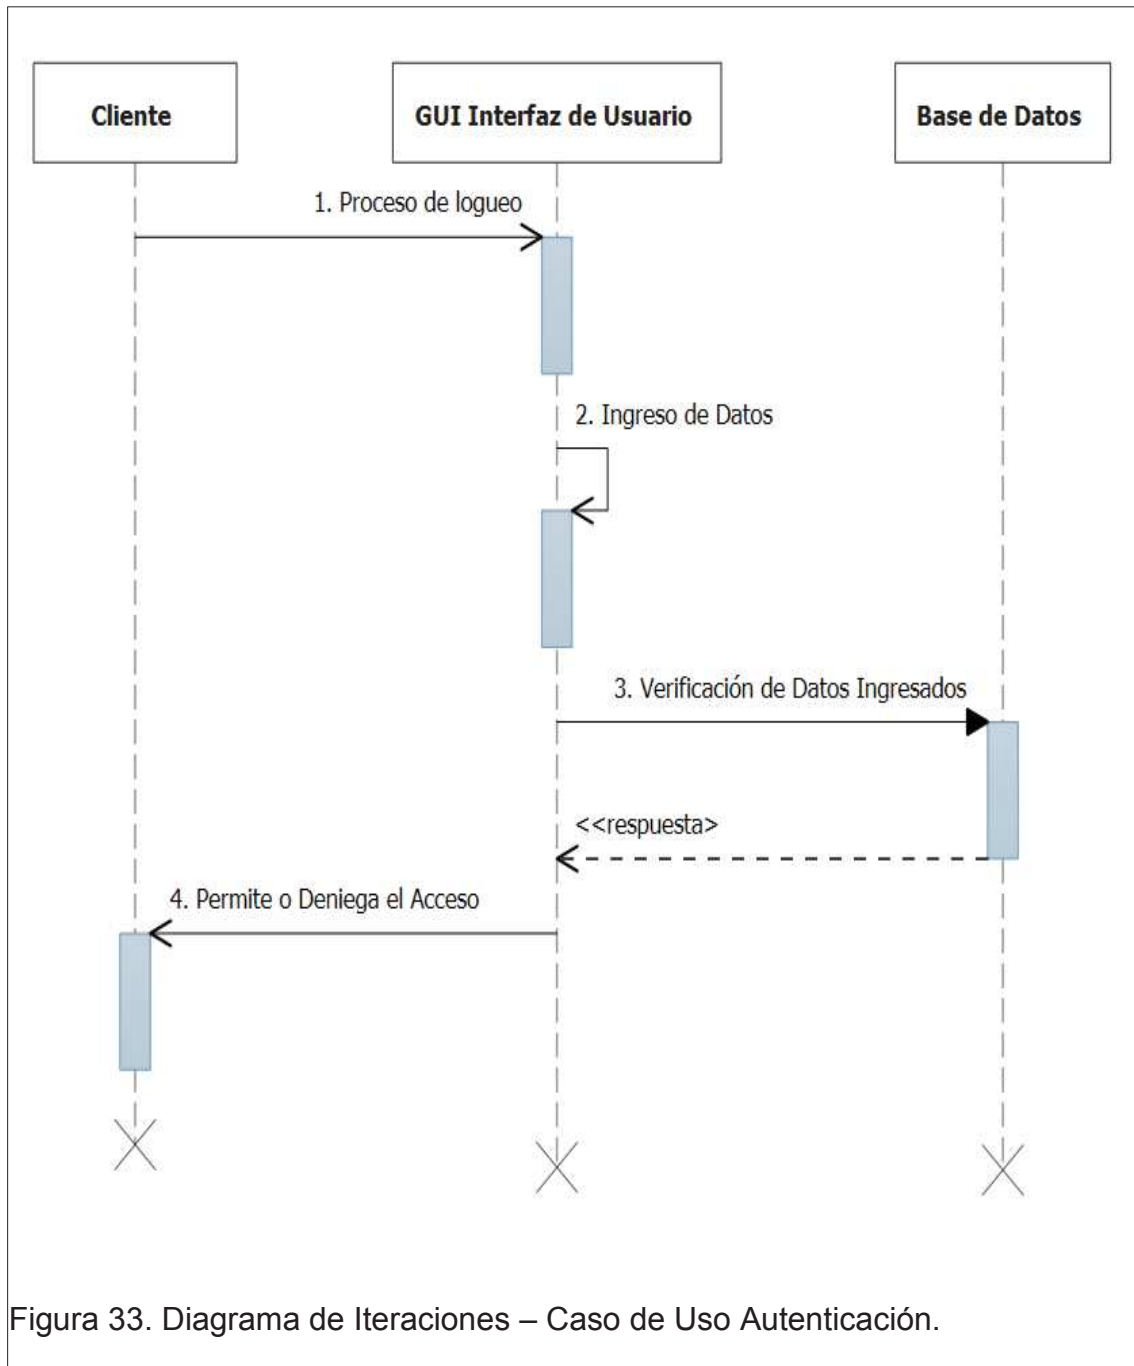 Cliente
GUI Interfaz de Usuario
Base de Datos
1. Proceso de logueo
2. Ingreso de Datos
3. Verificación de Datos Ingresados
<<respuesta>
4. Permite o Deniega el Acceso
Figura 33. Diagrama de Iteraciones – Caso de Uso Autenticación.